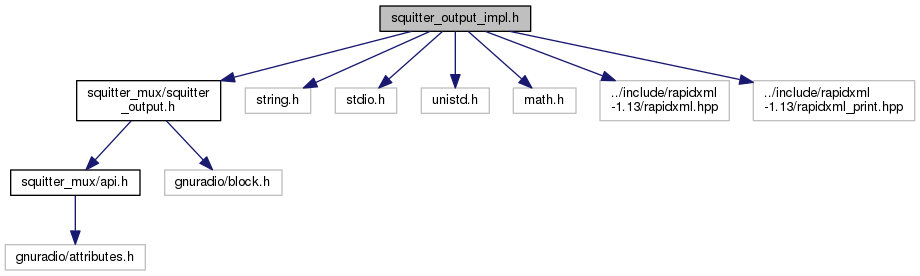 squitter_output_impl.h
squitter_mux/squitter
_output.h
string.h
stdio.h
unistd.h
math.h
../include/rapidxml
-1.13/rapidxml.hpp
../include/rapidxml
-1.13/rapidxml_print.hpp
squitter_mux/api.h
gnuradio/block.h
gnuradio/attributes.h